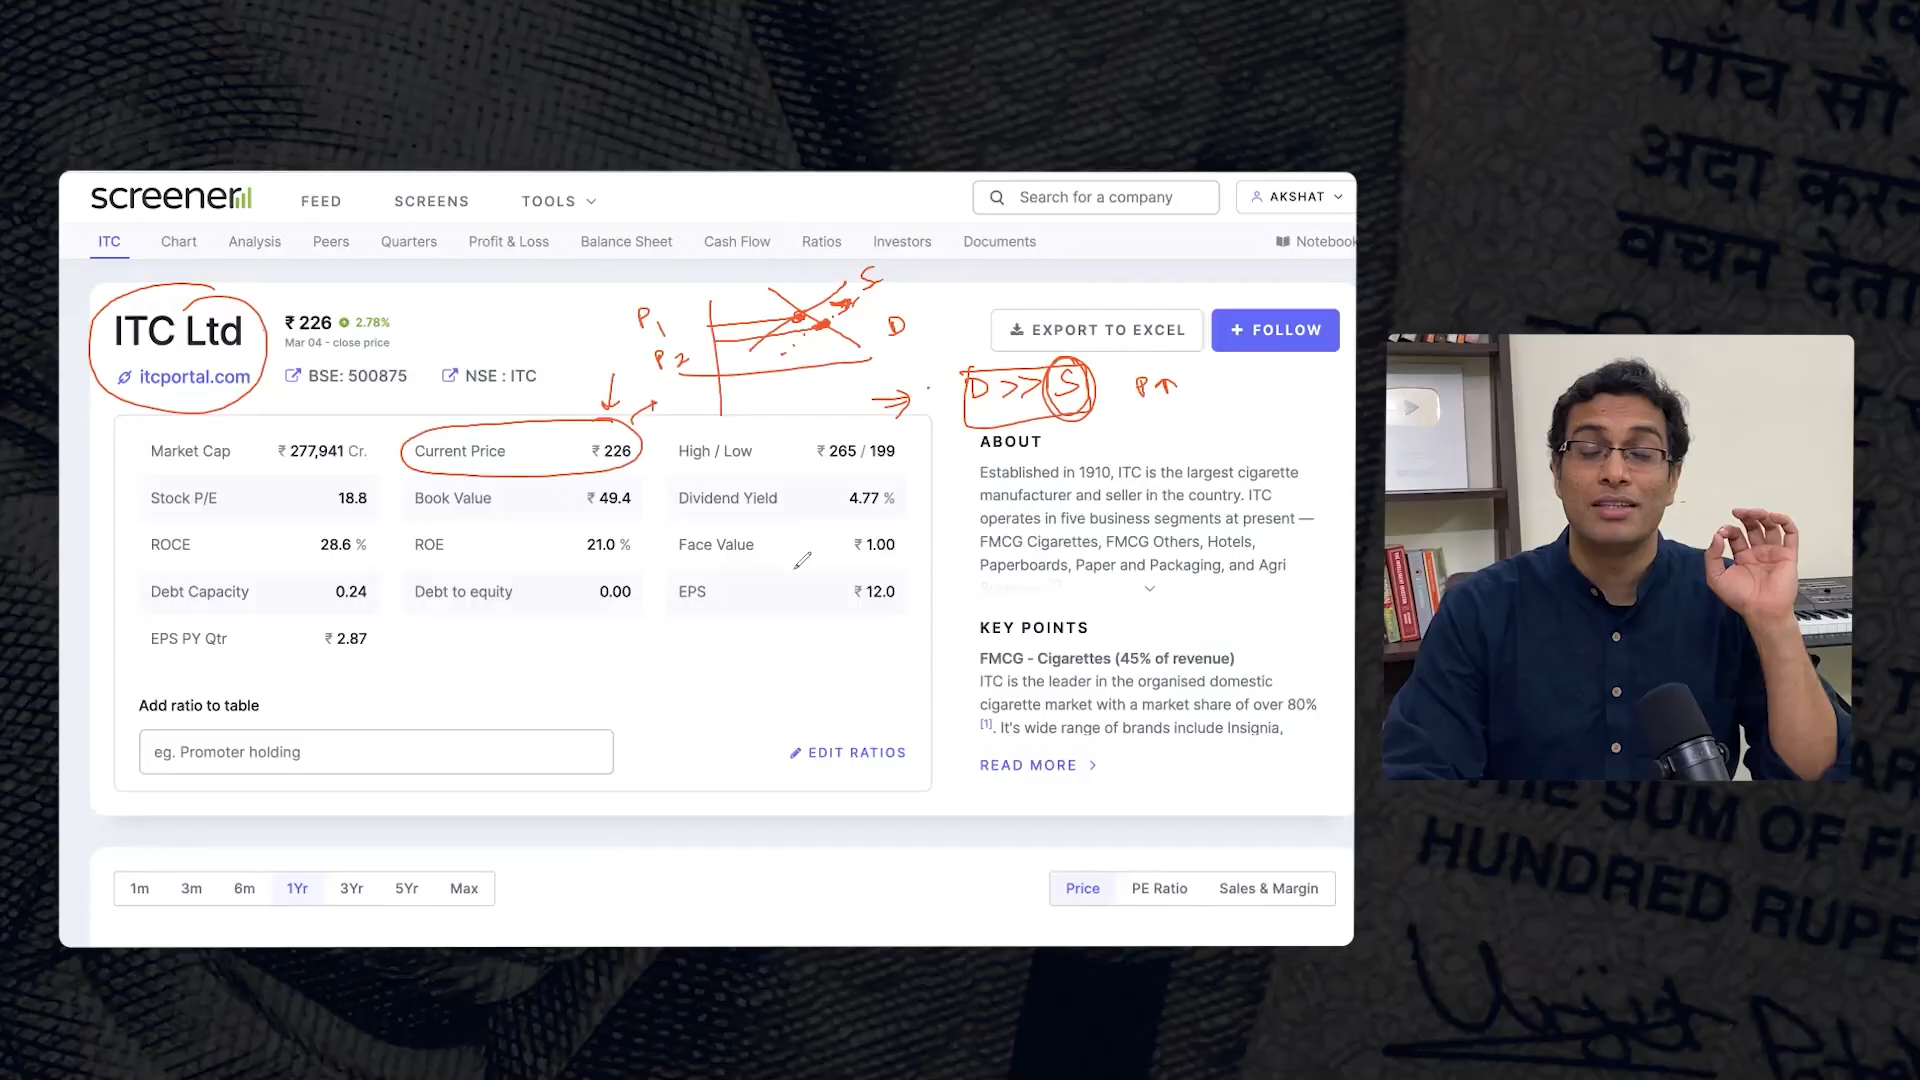 screener
FEED
SCREENS
TOOLS
Search for a company
AKSHAT
ITC
Chart
Analysis
Peers
Quarters
Profit & Loss
Balance Sheet
Cash Flow
Ratios
Investors
Documents
Notebook
ITC Ltd
₹ 226 2.78%
Mar 04 - close price
itcportal.com
BSE: 500875
NSE : ITC
P1
P2
S
D
EXPORT TO EXCEL
+ FOLLOW
D >> S
P↑
Market Cap ₹ 277,941 Cr.
Current Price ₹ 226
High / Low ₹ 265 / 199
Stock P/E 18.8
Book Value ₹ 49.4
Dividend Yield 4.77 %
ROCE 28.6 %
ROE 21.0 %
Face Value ₹ 1.00
Debt Capacity 0.24
Debt to equity 0.00
EPS ₹ 12.0
EPS PY Qtr ₹ 2.87
Add ratio to table
eg. Promoter holding
EDIT RATIOS
ABOUT
Established in 1910, ITC is the largest cigarette
manufacturer and seller in the country. ITC
operates in five business segments at present —
FMCG Cigarettes, FMCG Others, Hotels,
Paperboards, Paper and Packaging, and Agri
KEY POINTS
FMCG - Cigarettes (45% of revenue)
ITC is the leader in the organised domestic
cigarette market with a market share of over 80%
[1]. It's wide range of brands include Insignia,
READ MORE
1m
3m
6m
1Yr
3Yr
5Yr
Max
Price
PE Ratio
Sales & Margin
पाँच सौ
अदा करने
वचन देता
THE SUM OF FI
HUNDRED RUPE